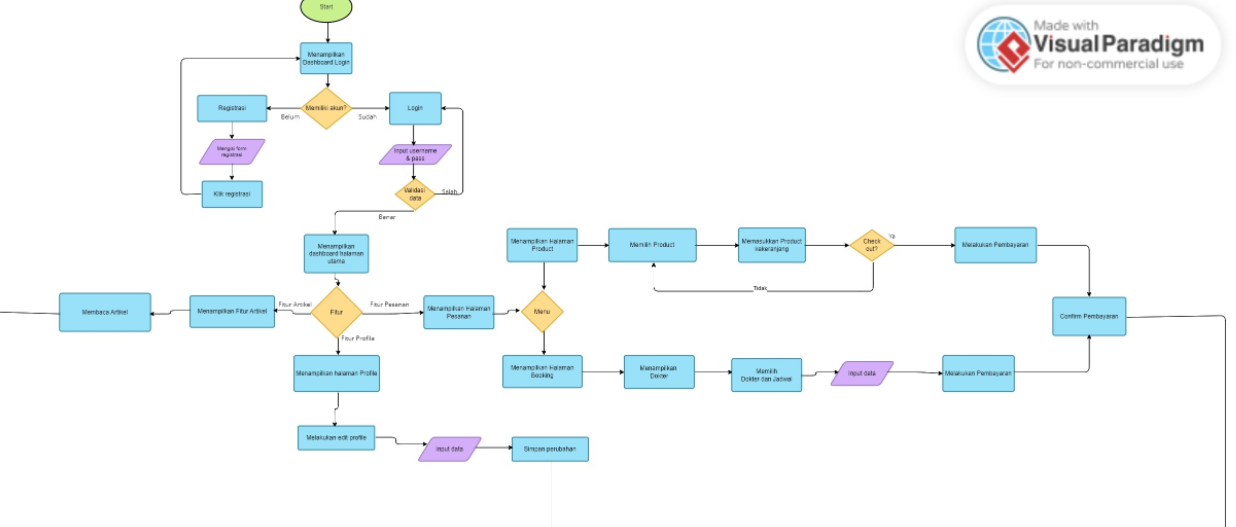 Start
Made with
Visual Paradigm
For non-commercial use
Menampilkan
Dashboard Login
Registrasi
Memiliki akun?
Login
Belum
Sudah
Mengisi form
registrasi
Input username
& pass
Klik registrasi
Validasi
data
Salah
Benar
Menampilkan
dashboard halaman
utama
Menampilkan Halaman
Product
Memilih Product
Memasukkan Product
kekeranjang
Check
out?
Ya
Melakukan Pembayaran
Tidak
Membaca Artikel
Menampilkan Fitur Artikel
Fitur Artikel
Fitur
Fitur Pesanan
Menampilkan Halaman
Pesanan
Menu
Confirm Pembayaran
Fitur Profile
Menampilkan halaman Profile
Menampilkan Halaman
Booking
Menampilkan
Dokter
Memilih
Dokter dan Jadwal
Input data
Melakukan Pembayaran
Melakukan edit profile
Input data
Simpan perubahan